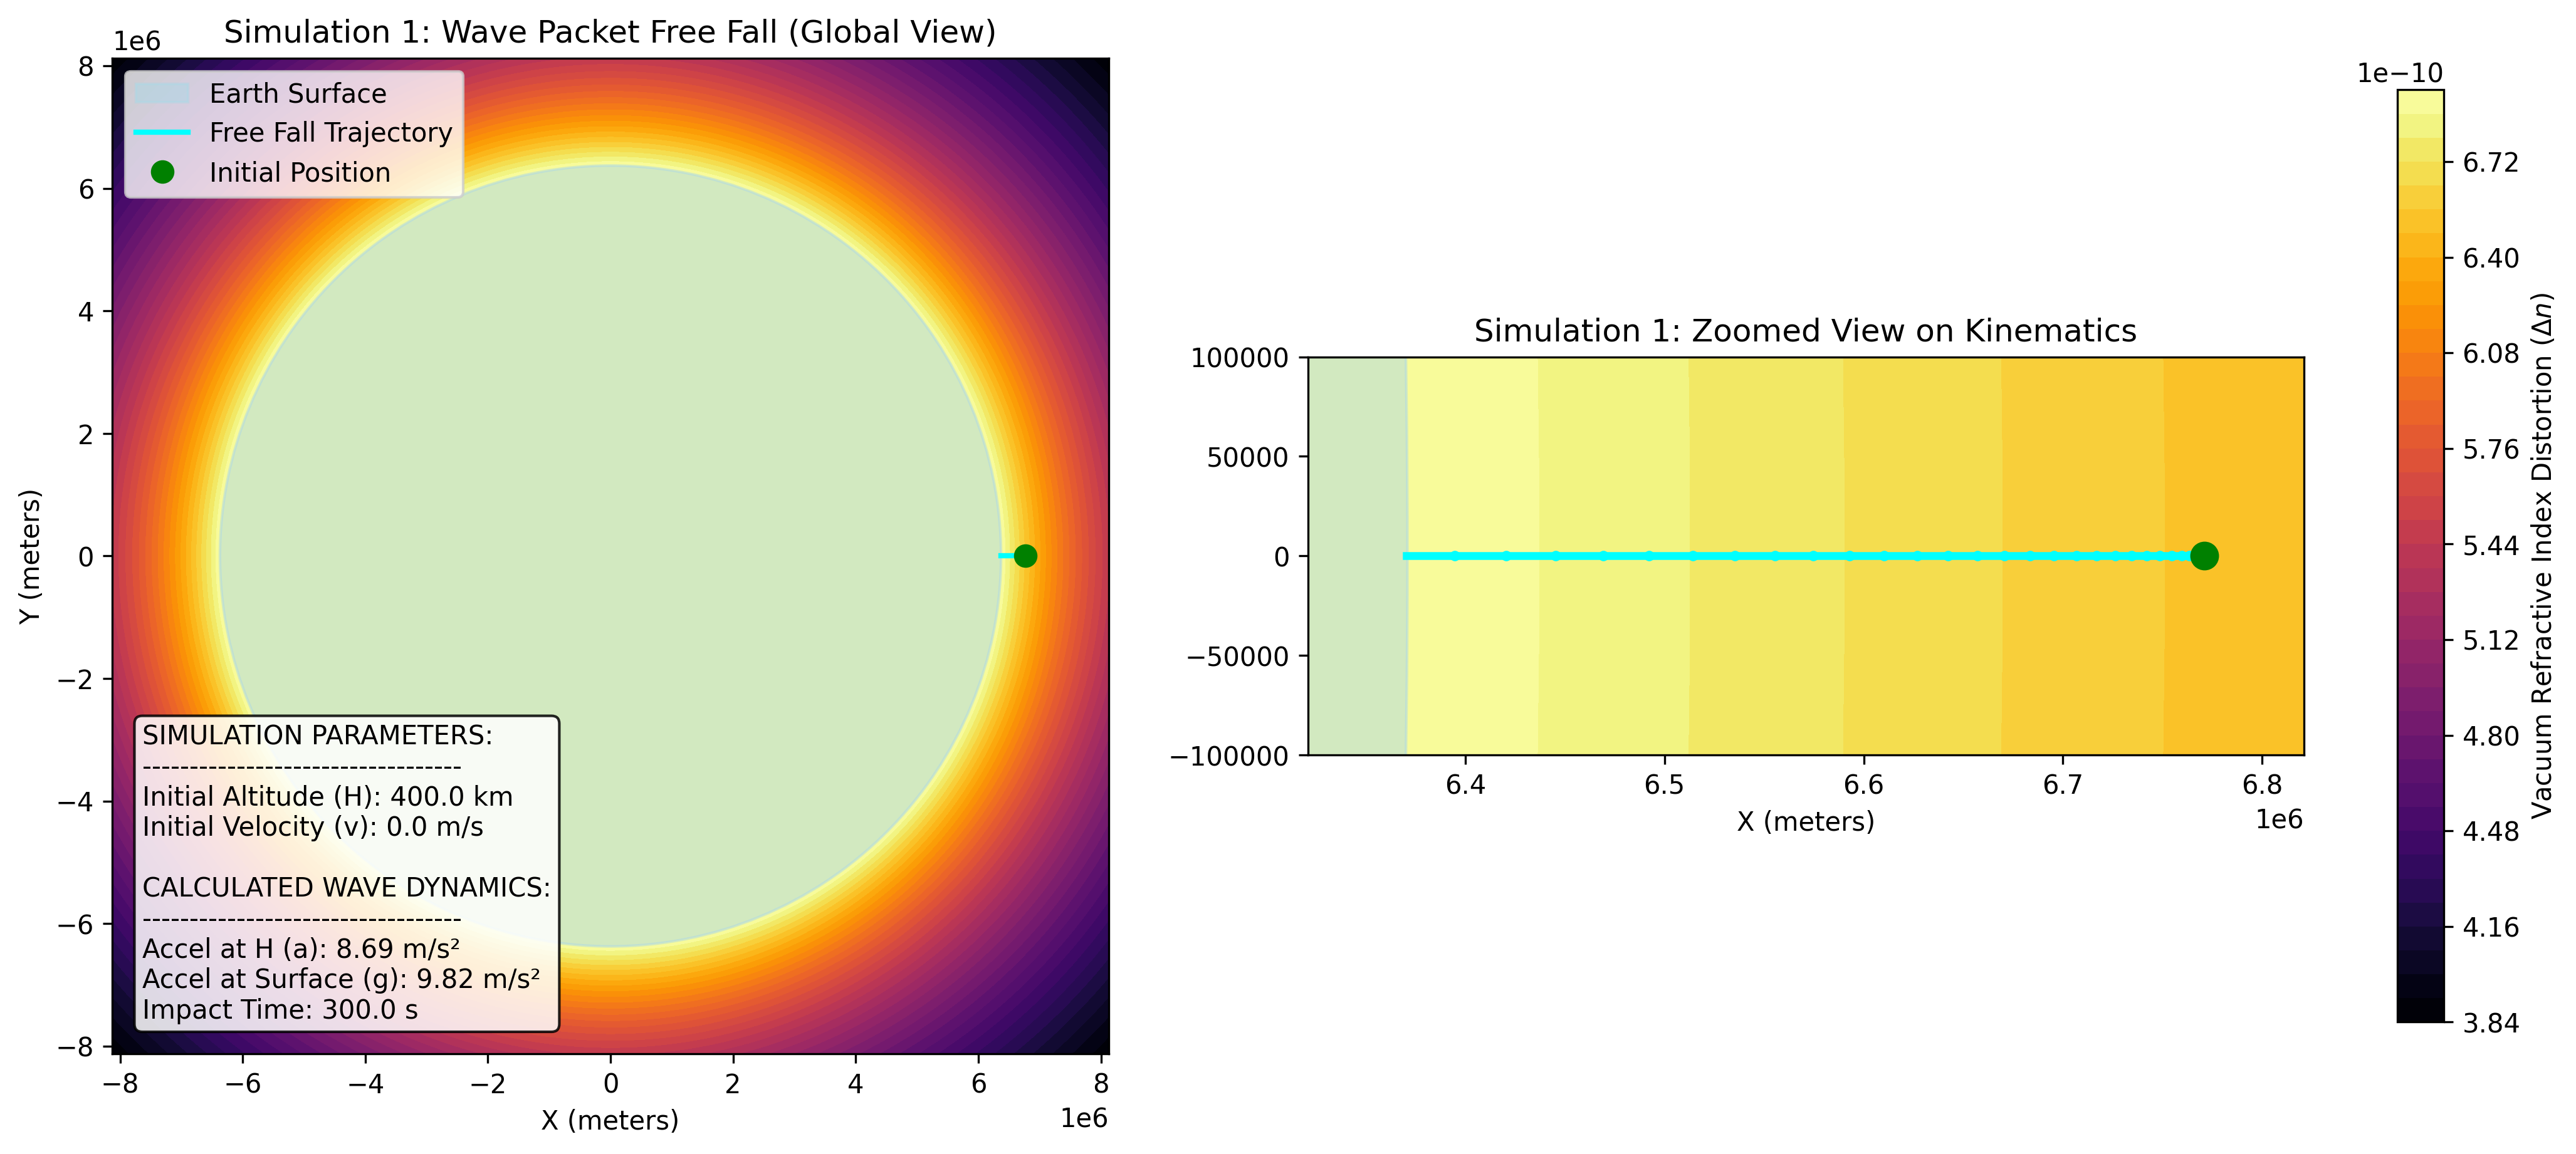 Simulation 1: Wave Packet Free Fall (Global View)
1e6
8
6
4
2
0
−2
−4
−6
−8
Y (meters)
Earth Surface
Free Fall Trajectory
Initial Position
SIMULATION PARAMETERS:
----------------------------------
Initial Altitude (H): 400.0 km
Initial Velocity (v): 0.0 m/s
CALCULATED WAVE DYNAMICS:
----------------------------------
Accel at H (a): 8.69 m/s²
Accel at Surface (g): 9.82 m/s²
Impact Time: 300.0 s
−8 −6 −4 −2 0 2 4 6 8
X (meters)
1e6
Simulation 1: Zoomed View on Kinematics
100000
50000
0
−50000
−100000
6.4 6.5 6.6 6.7 6.8
X (meters)
1e6
1e−10
6.72
6.40
6.08
5.76
5.44
5.12
4.80
4.48
4.16
3.84
Vacuum Refractive Index Distortion (Δn)